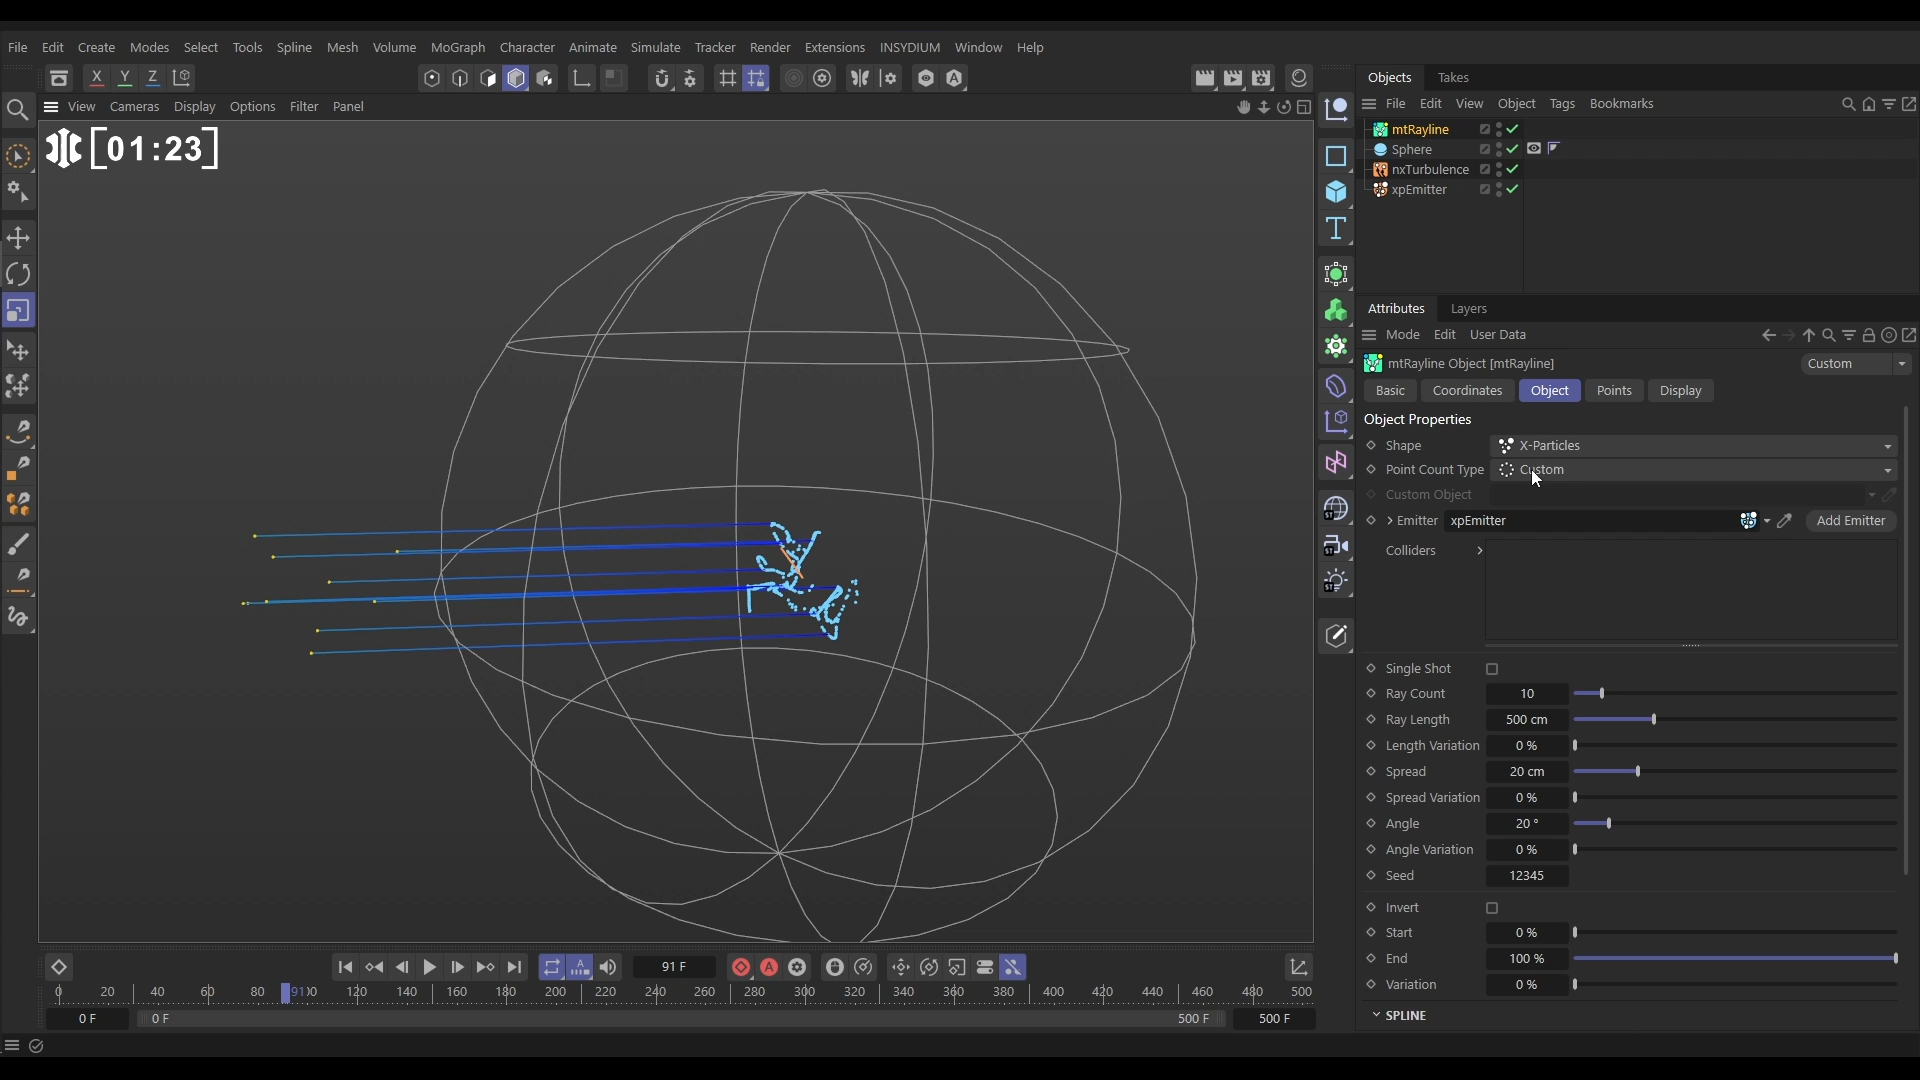 File Edit Create Modes Select Tools Spline Mesh Volume MoGraph Character Animate Simulate Tracker Render Extensions INSYDIUM Window Help
X Y Z
View Cameras Display Options Filter Panel
[01:23]
Objects Takes
File Edit View Object Tags Bookmarks
mtRayline
Sphere
nxTurbulence
xpEmitter
Attributes Layers
Mode Edit User Data
mtRayline Object [mtRayline] Custom
Basic Coordinates Object Points Display
Object Properties
Shape X-Particles
Point Count Type Custom
Custom Object
Emitter xpEmitter Add Emitter
Colliders
Single Shot
Ray Count 10
Ray Length 500 cm
Length Variation 0 %
Spread 20 cm
Spread Variation 0 %
Angle 20 °
Angle Variation 0 %
Seed 12345
Invert
Start 0 %
End 100 %
Variation 0 %
SPLINE
91 F
0 20 40 60 80 91 120 140 160 180 200 220 240 260 280 300 320 340 360 380 400 420 440 460 480 500
0 F 0 F 500 F 500 F